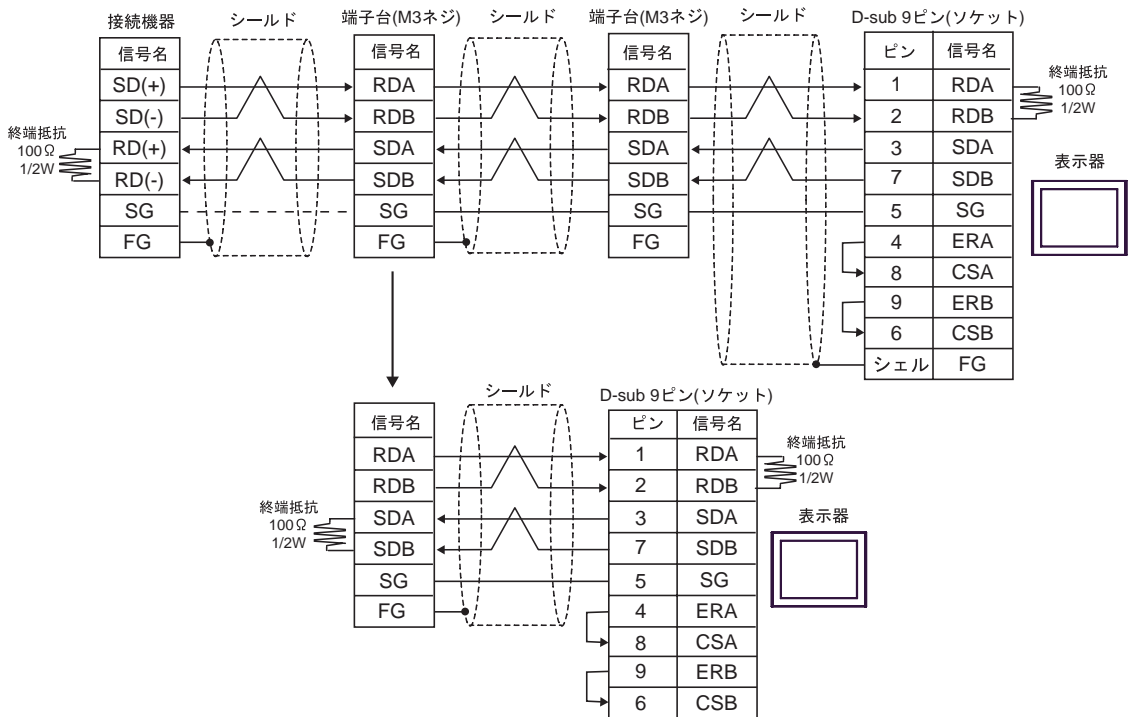 接続機器 シールド 端子台(M3ネジ) シールド 端子台(M3ネジ) シールド D-sub 9ピン(ソケット)
信号名 信号名 信号名 ピン 信号名
SD(+) RDA RDA 1 RDA
SD(-) RDB RDB 2 RDB
RD(+) SDA SDA 3 SDA
RD(-) SDB SDB 7 SDB
SG SG SG 5 SG
FG FG FG 4 ERA
8 CSA
9 ERB
6 CSB
シェル FG
終端抵抗
100Ω
1/2W
終端抵抗
100Ω
1/2W
表示器
シールド D-sub 9ピン(ソケット)
信号名 ピン 信号名
RDA 1 RDA
RDB 2 RDB
SDA 3 SDA
SDB 7 SDB
SG 5 SG
FG 4 ERA
8 CSA
9 ERB
6 CSB
終端抵抗
100Ω
1/2W
終端抵抗
100Ω
1/2W
表示器